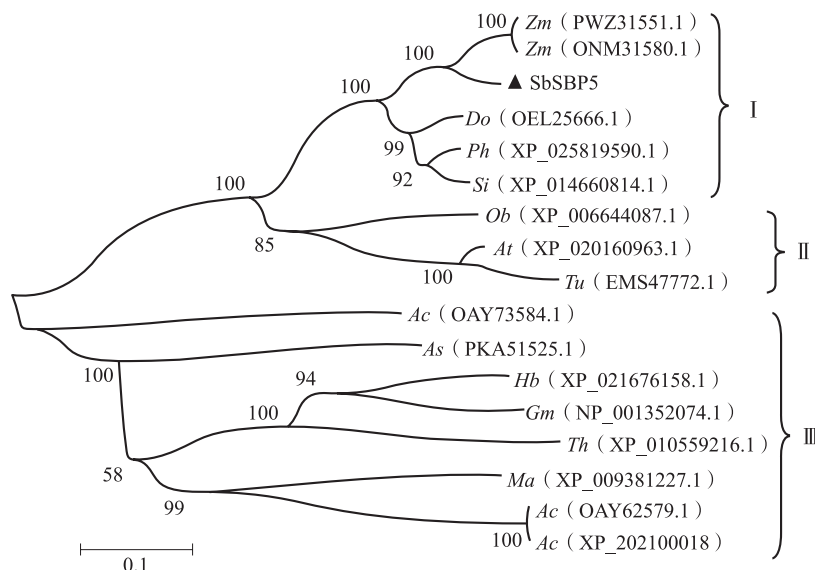 100
Zm ( PWZ31551.1 )
Zm ( ONM31580.1 )
100
▲ SbSBP5
100
Do ( OEL25666.1 )
99
Ph ( XP_025819590.1 )
92
Si ( XP_014660814.1 )
Ⅰ
100
Ob ( XP_006644087.1 )
85
At ( XP_020160963.1 )
100
Tu ( EMS47772.1 )
Ⅱ
Ac ( OAY73584.1 )
As ( PKA51525.1 )
100
94
Hb ( XP_021676158.1 )
Gm ( NP_001352074.1 )
100
Th ( XP_010559216.1 )
Ⅲ
58
Ma ( XP_009381227.1 )
99
Ac ( OAY62579.1 )
100
Ac ( XP_202100018 )
0.1